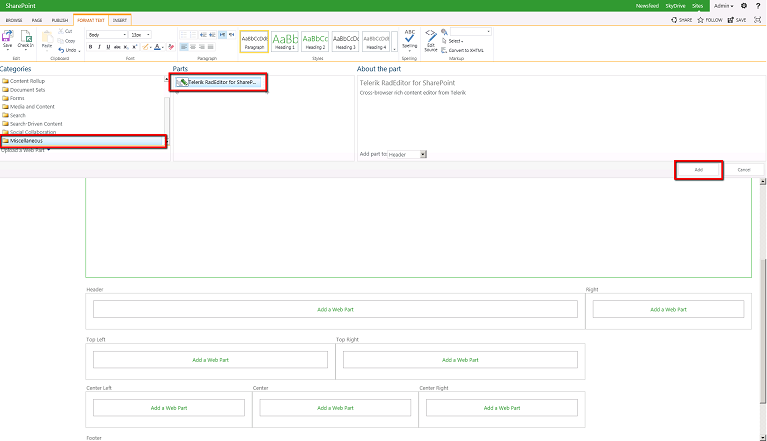 SharePoint
Newsfeed SkyDrive Sites Admin ?
BROWSE PAGE PUBLISH FORMAT TEXT INSERT
SHARE FOLLOW SAVE
Save Check in Paste Cut
Copy
Undo
Body 13px
B I U abc x₂ x²
AaBbCcDd AaBb AaBbCc AaBbCcDc AaBbCcDd
Paragraph Heading 1 Heading 2 Heading 3 Heading 4
ABC
Spelling Edit Source
Select
Convert to XHTML
Edit Clipboard Font Paragraph Styles Spelling Markup
Categories Parts About the part
Content Rollup
Document Sets
Forms
Media and Content
Search
Search-Driven Content
Social Collaboration
Miscellaneous
Upload a Web Part
Telerik RadEditor for ShareP...
Telerik RadEditor for SharePoint
Cross-browser rich content editor from Telerik
Add part to: Header
Add Cancel
Header Right
Add a Web Part Add a Web Part
Top Left Top Right
Add a Web Part Add a Web Part
Center Left Center Center Right
Add a Web Part Add a Web Part Add a Web Part
Footer